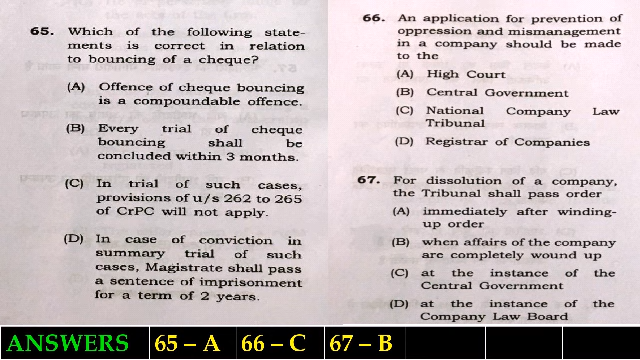 65. Which of the following state-
ments is correct in relation
to bouncing of a cheque?
(A) Offence of cheque bouncing
is a compoundable offence.
(B) Every trial of cheque
bouncing shall be
concluded within 3 months.
(C) In trial of such cases,
provisions of u/s 262 to 265
of CrPC will not apply.
(D) In case of conviction in
summary trial of such
cases, Magistrate shall pass
a sentence of imprisonment
for a term of 2 years.
66. An application for prevention of
oppression and mismanagement
in a company should be made
to the
(A) High Court
(B) Central Government
(C) National Company Law
Tribunal
(D) Registrar of Companies
67. For dissolution of a company,
the Tribunal shall pass order
(A) immediately after winding-
up order
(B) when affairs of the company
are completely wound up
(C) at the instance of the
Central Government
(D) at the instance of the
Company Law Board
ANSWERS 65 – A 66 – C 67 – B